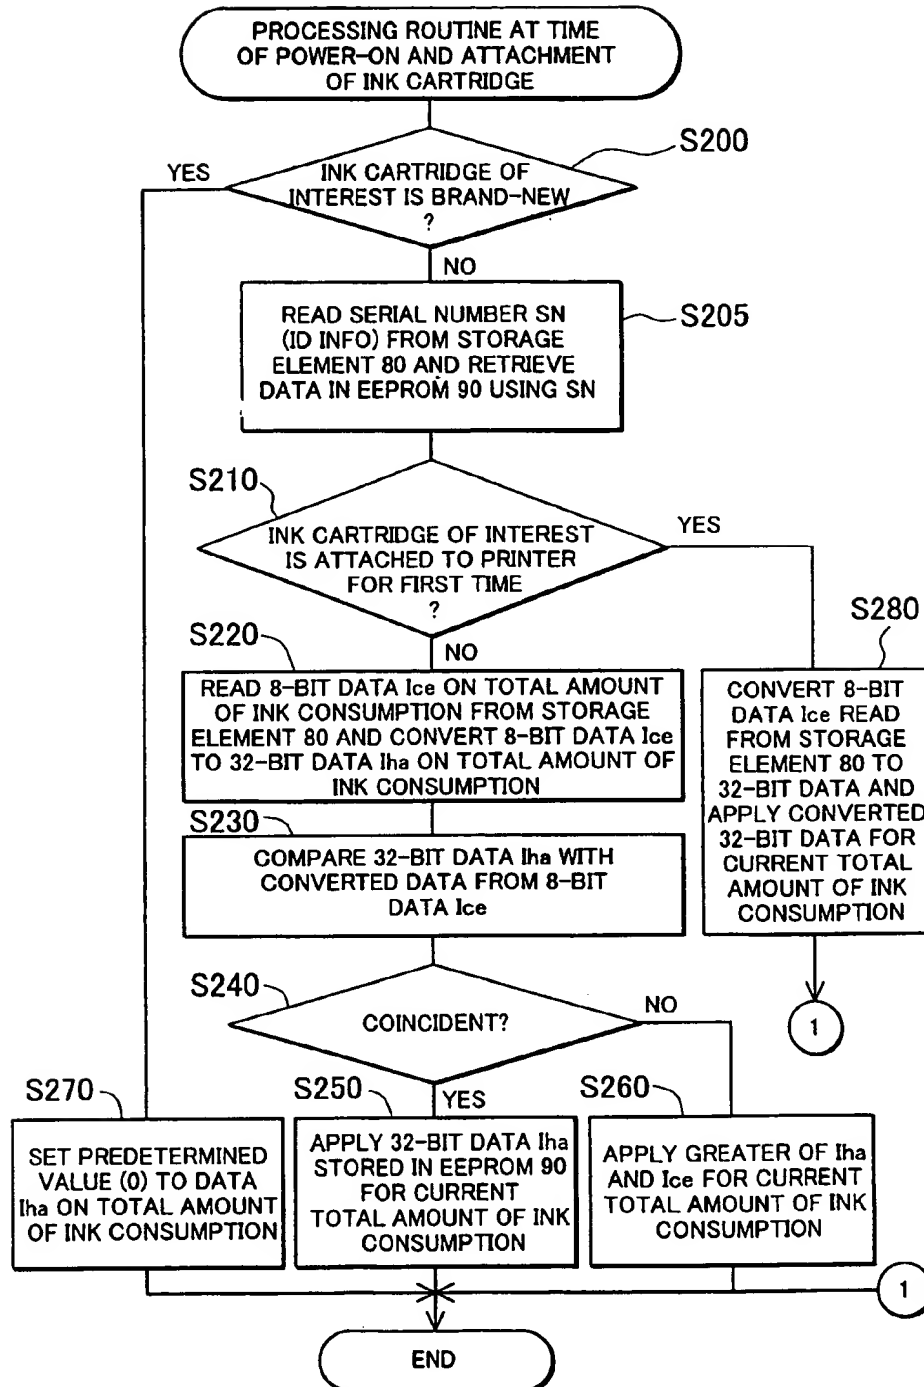 PROCESSING ROUTINE AT TIME
OF POWER-ON AND ATTACHMENT
OF INK CARTRIDGE
S200
YES
INK CARTRIDGE OF
INTEREST IS BRAND-NEW
?
NO
S205
READ SERIAL NUMBER SN
(ID INFO) FROM STORAGE
ELEMENT 80 AND RETRIEVE
DATA IN EEPROM 90 USING SN
S210
YES
INK CARTRIDGE OF INTEREST
IS ATTACHED TO PRINTER
FOR FIRST TIME
?
S280
S220
NO
READ 8-BIT DATA Ice ON TOTAL AMOUNT
OF INK CONSUMPTION FROM STORAGE
ELEMENT 80 AND CONVERT 8-BIT DATA Ice
TO 32-BIT DATA Iha ON TOTAL AMOUNT OF
INK CONSUMPTION
CONVERT 8-BIT
DATA Ice READ
FROM STORAGE
ELEMENT 80 TO
32-BIT DATA AND
APPLY CONVERTED
32-BIT DATA FOR
CURRENT TOTAL
AMOUNT OF INK
CONSUMPTION
S230
COMPARE 32-BIT DATA Iha WITH
CONVERTED DATA FROM 8-BIT
DATA Ice
S240
NO
COINCIDENT?
1
S270
S250
YES
S260
SET PREDETERMINED
VALUE (0) TO DATA
Iha ON TOTAL AMOUNT
OF INK CONSUMPTION
APPLY 32-BIT DATA Iha
STORED IN EEPROM 90
FOR CURRENT
TOTAL AMOUNT OF INK
CONSUMPTION
APPLY GREATER OF Iha
AND Ice FOR CURRENT
TOTAL AMOUNT OF INK
CONSUMPTION
1
END